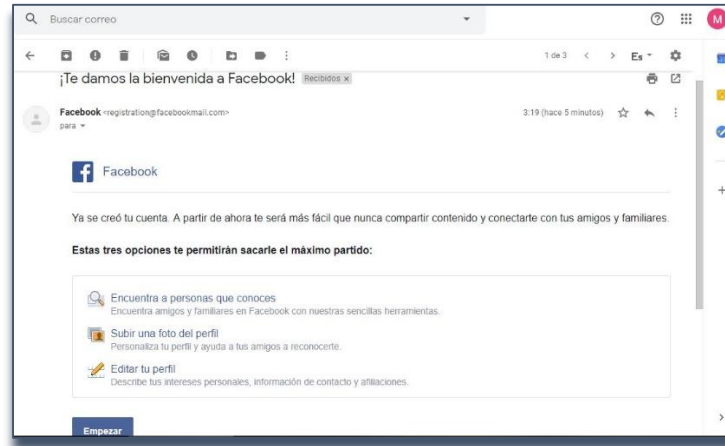 Buscar correo
M
1 de 3
Es
¡Te damos la bienvenida a Facebook! Recibidos x
Facebook <registration@facebookmail.com>
3:19 (hace 5 minutos)
para
Facebook
Ya se creó tu cuenta. A partir de ahora te será más fácil que nunca compartir contenido y conectarte con tus amigos y familiares.
Estas tres opciones te permitirán sacarle el máximo partido:
Encuentra a personas que conoces
Encuentra amigos y familiares en Facebook con nuestras sencillas herramientas.
Subir una foto del perfil
Personaliza tu perfil y ayuda a tus amigos a reconocerte.
Editar tu perfil
Describe tus intereses personales, información de contacto y afiliaciones.
Empezar